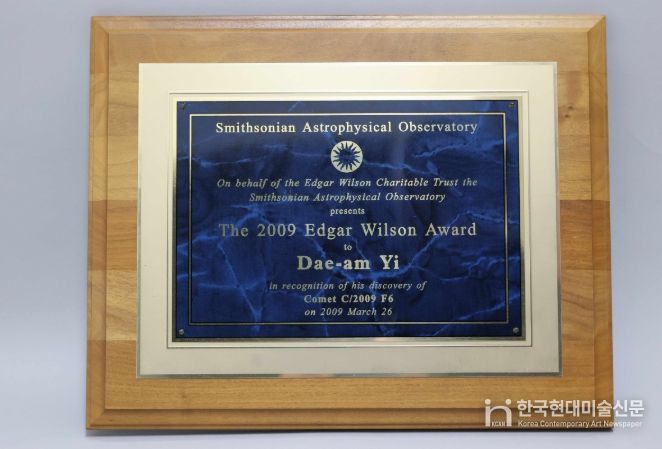 Smithsonian Astrophysical Observatory
On behalf of the Edgar Wilson Charitable Trust the
Smithsonian Astrophysical Observatory
presents
The 2009 Edgar Wilson Award
to
Dae-am Yi
in recognition of his discovery of
Comet C/2009 F6
on 2009 March 26
in KCAN 한국현대미술신문
Korea Contemporary Art Newspaper